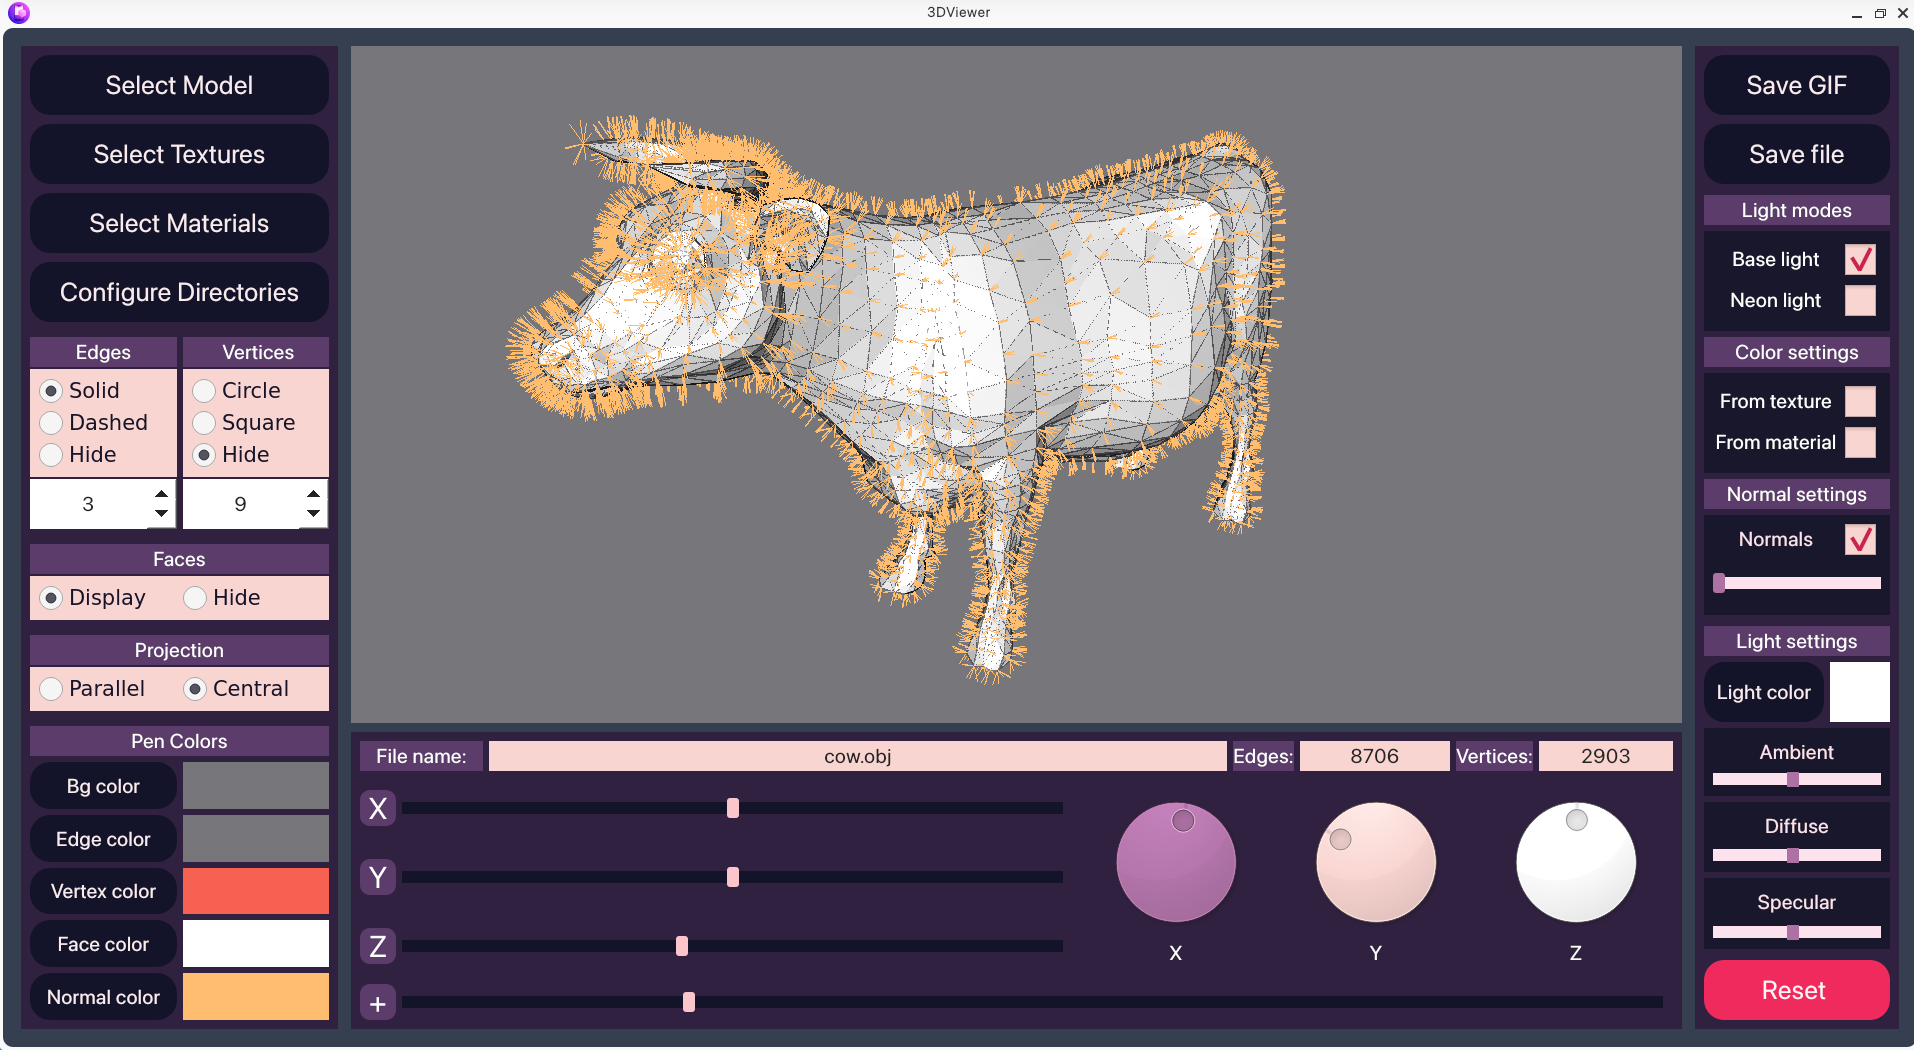 3DViewer
Select Model
Select Textures
Select Materials
Configure Directories
Edges
Vertices
Solid
Circle
Dashed
Square
Hide
Hide
3
9
Faces
Display
Hide
Projection
Parallel
Central
Pen Colors
Bg color
Edge color
Vertex color
Face color
Normal color
File name:
cow.obj
Edges:
8706
Vertices:
2903
X
Y
Z
+
X
Y
Z
Save GIF
Save file
Light modes
Base light
Neon light
Color settings
From texture
From material
Normal settings
Normals
Light settings
Light color
Ambient
Diffuse
Specular
Reset